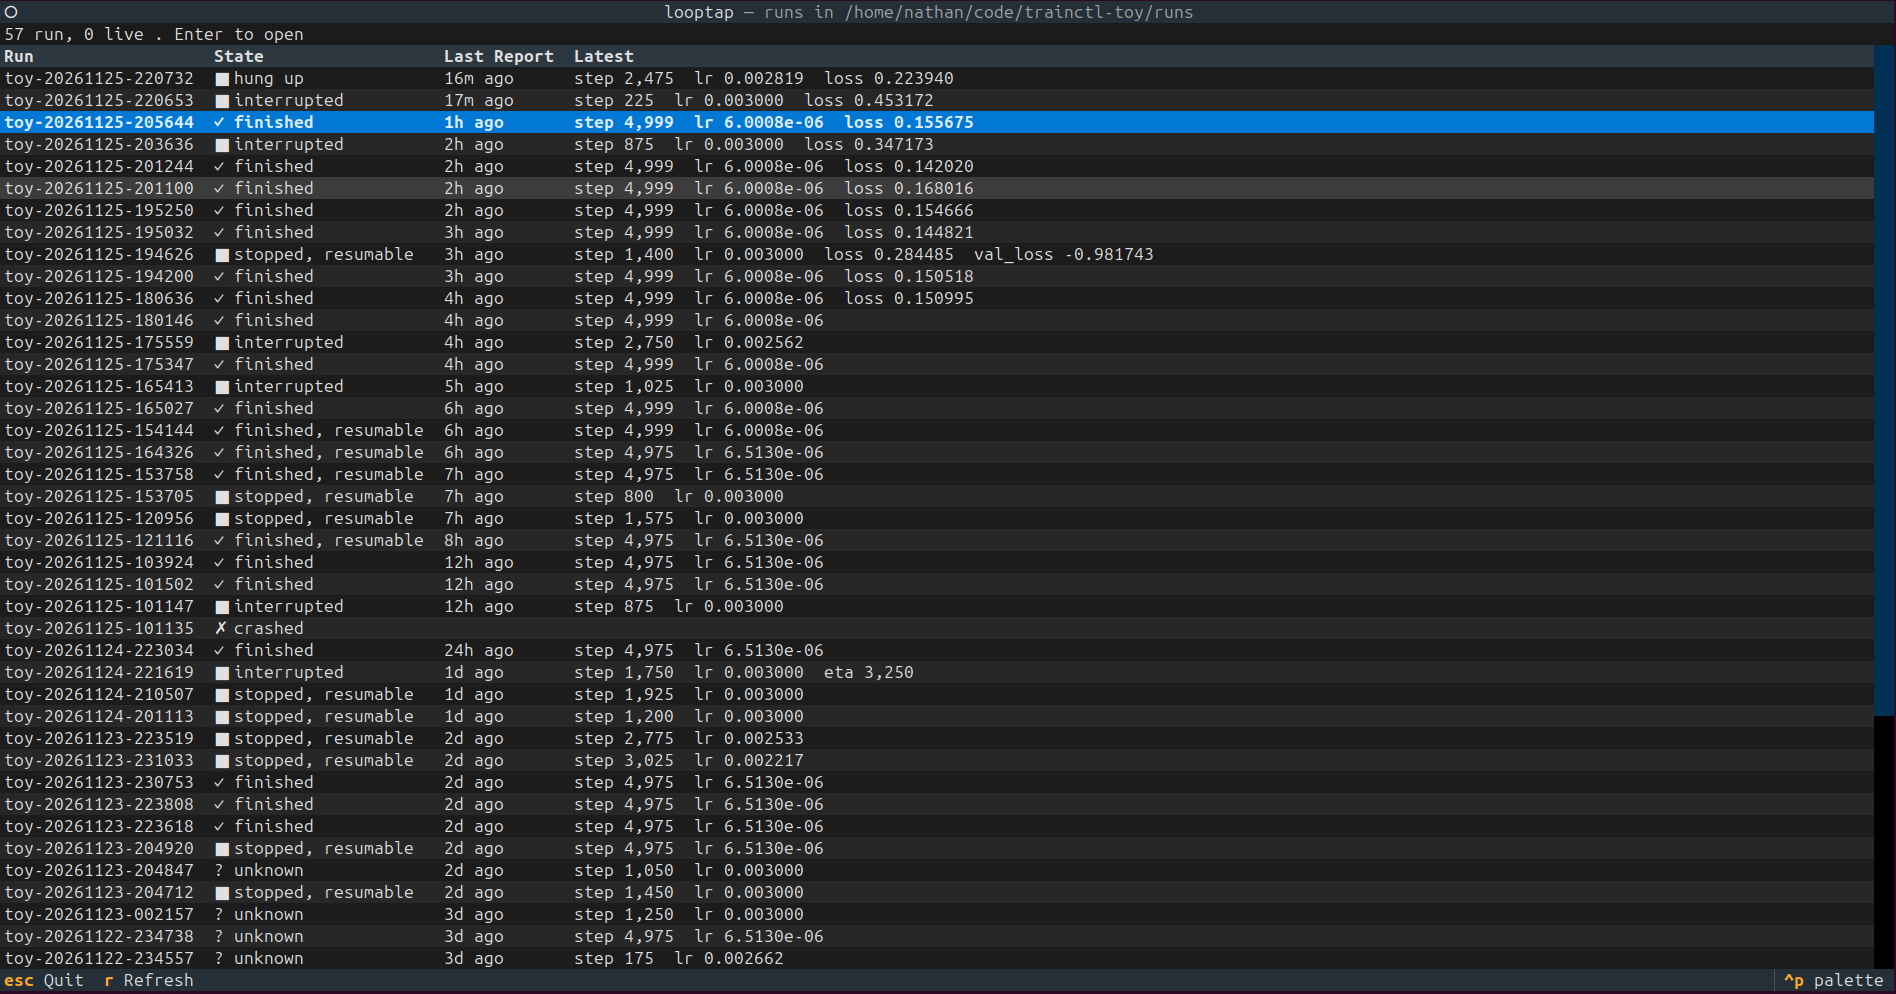 looptap — runs in /home/nathan/code/trainctl-toy/runs
57 run, 0 live . Enter to open
Run State Last Report Latest
toy-20261125-220732 hung up 16m ago step 2,475 lr 0.002819 loss 0.223940
toy-20261125-220653 interrupted 17m ago step 225 lr 0.003000 loss 0.453172
toy-20261125-205644 ✓ finished 1h ago step 4,999 lr 6.0008e-06 loss 0.155675
toy-20261125-203636 interrupted 2h ago step 875 lr 0.003000 loss 0.347173
toy-20261125-201244 ✓ finished 2h ago step 4,999 lr 6.0008e-06 loss 0.142020
toy-20261125-201100 ✓ finished 2h ago step 4,999 lr 6.0008e-06 loss 0.168016
toy-20261125-195250 ✓ finished 2h ago step 4,999 lr 6.0008e-06 loss 0.154666
toy-20261125-195032 ✓ finished 3h ago step 4,999 lr 6.0008e-06 loss 0.144821
toy-20261125-194626 stopped, resumable 3h ago step 1,400 lr 0.003000 loss 0.284485 val_loss -0.981743
toy-20261125-194200 ✓ finished 3h ago step 4,999 lr 6.0008e-06 loss 0.150518
toy-20261125-180636 ✓ finished 4h ago step 4,999 lr 6.0008e-06 loss 0.150995
toy-20261125-180146 ✓ finished 4h ago step 4,999 lr 6.0008e-06
toy-20261125-175559 interrupted 4h ago step 2,750 lr 0.002562
toy-20261125-175347 ✓ finished 4h ago step 4,999 lr 6.0008e-06
toy-20261125-165413 interrupted 5h ago step 1,025 lr 0.003000
toy-20261125-165027 ✓ finished 6h ago step 4,999 lr 6.0008e-06
toy-20261125-154144 ✓ finished, resumable 6h ago step 4,999 lr 6.0008e-06
toy-20261125-164326 ✓ finished, resumable 6h ago step 4,975 lr 6.5130e-06
toy-20261125-153758 ✓ finished, resumable 7h ago step 4,975 lr 6.5130e-06
toy-20261125-153705 stopped, resumable 7h ago step 800 lr 0.003000
toy-20261125-120956 stopped, resumable 7h ago step 1,575 lr 0.003000
toy-20261125-121116 ✓ finished, resumable 8h ago step 4,975 lr 6.5130e-06
toy-20261125-103924 ✓ finished 12h ago step 4,975 lr 6.5130e-06
toy-20261125-101502 ✓ finished 12h ago step 4,975 lr 6.5130e-06
toy-20261125-101147 interrupted 12h ago step 875 lr 0.003000
toy-20261125-101135 ✗ crashed
toy-20261124-223034 ✓ finished 24h ago step 4,975 lr 6.5130e-06
toy-20261124-221619 interrupted 1d ago step 1,750 lr 0.003000 eta 3,250
toy-20261124-210507 stopped, resumable 1d ago step 1,925 lr 0.003000
toy-20261124-201113 stopped, resumable 1d ago step 1,200 lr 0.003000
toy-20261123-223519 stopped, resumable 2d ago step 2,775 lr 0.002533
toy-20261123-231033 stopped, resumable 2d ago step 3,025 lr 0.002217
toy-20261123-230753 ✓ finished 2d ago step 4,975 lr 6.5130e-06
toy-20261123-223808 ✓ finished 2d ago step 4,975 lr 6.5130e-06
toy-20261123-223618 ✓ finished 2d ago step 4,975 lr 6.5130e-06
toy-20261123-204920 stopped, resumable 2d ago step 4,975 lr 6.5130e-06
toy-20261123-204847 ? unknown 2d ago step 1,050 lr 0.003000
toy-20261123-204712 stopped, resumable 2d ago step 1,450 lr 0.003000
toy-20261123-002157 ? unknown 3d ago step 1,250 lr 0.003000
toy-20261122-234738 ? unknown 3d ago step 4,975 lr 6.5130e-06
toy-20261122-234557 ? unknown 3d ago step 175 lr 0.002662
esc Quit r Refresh ^p palette